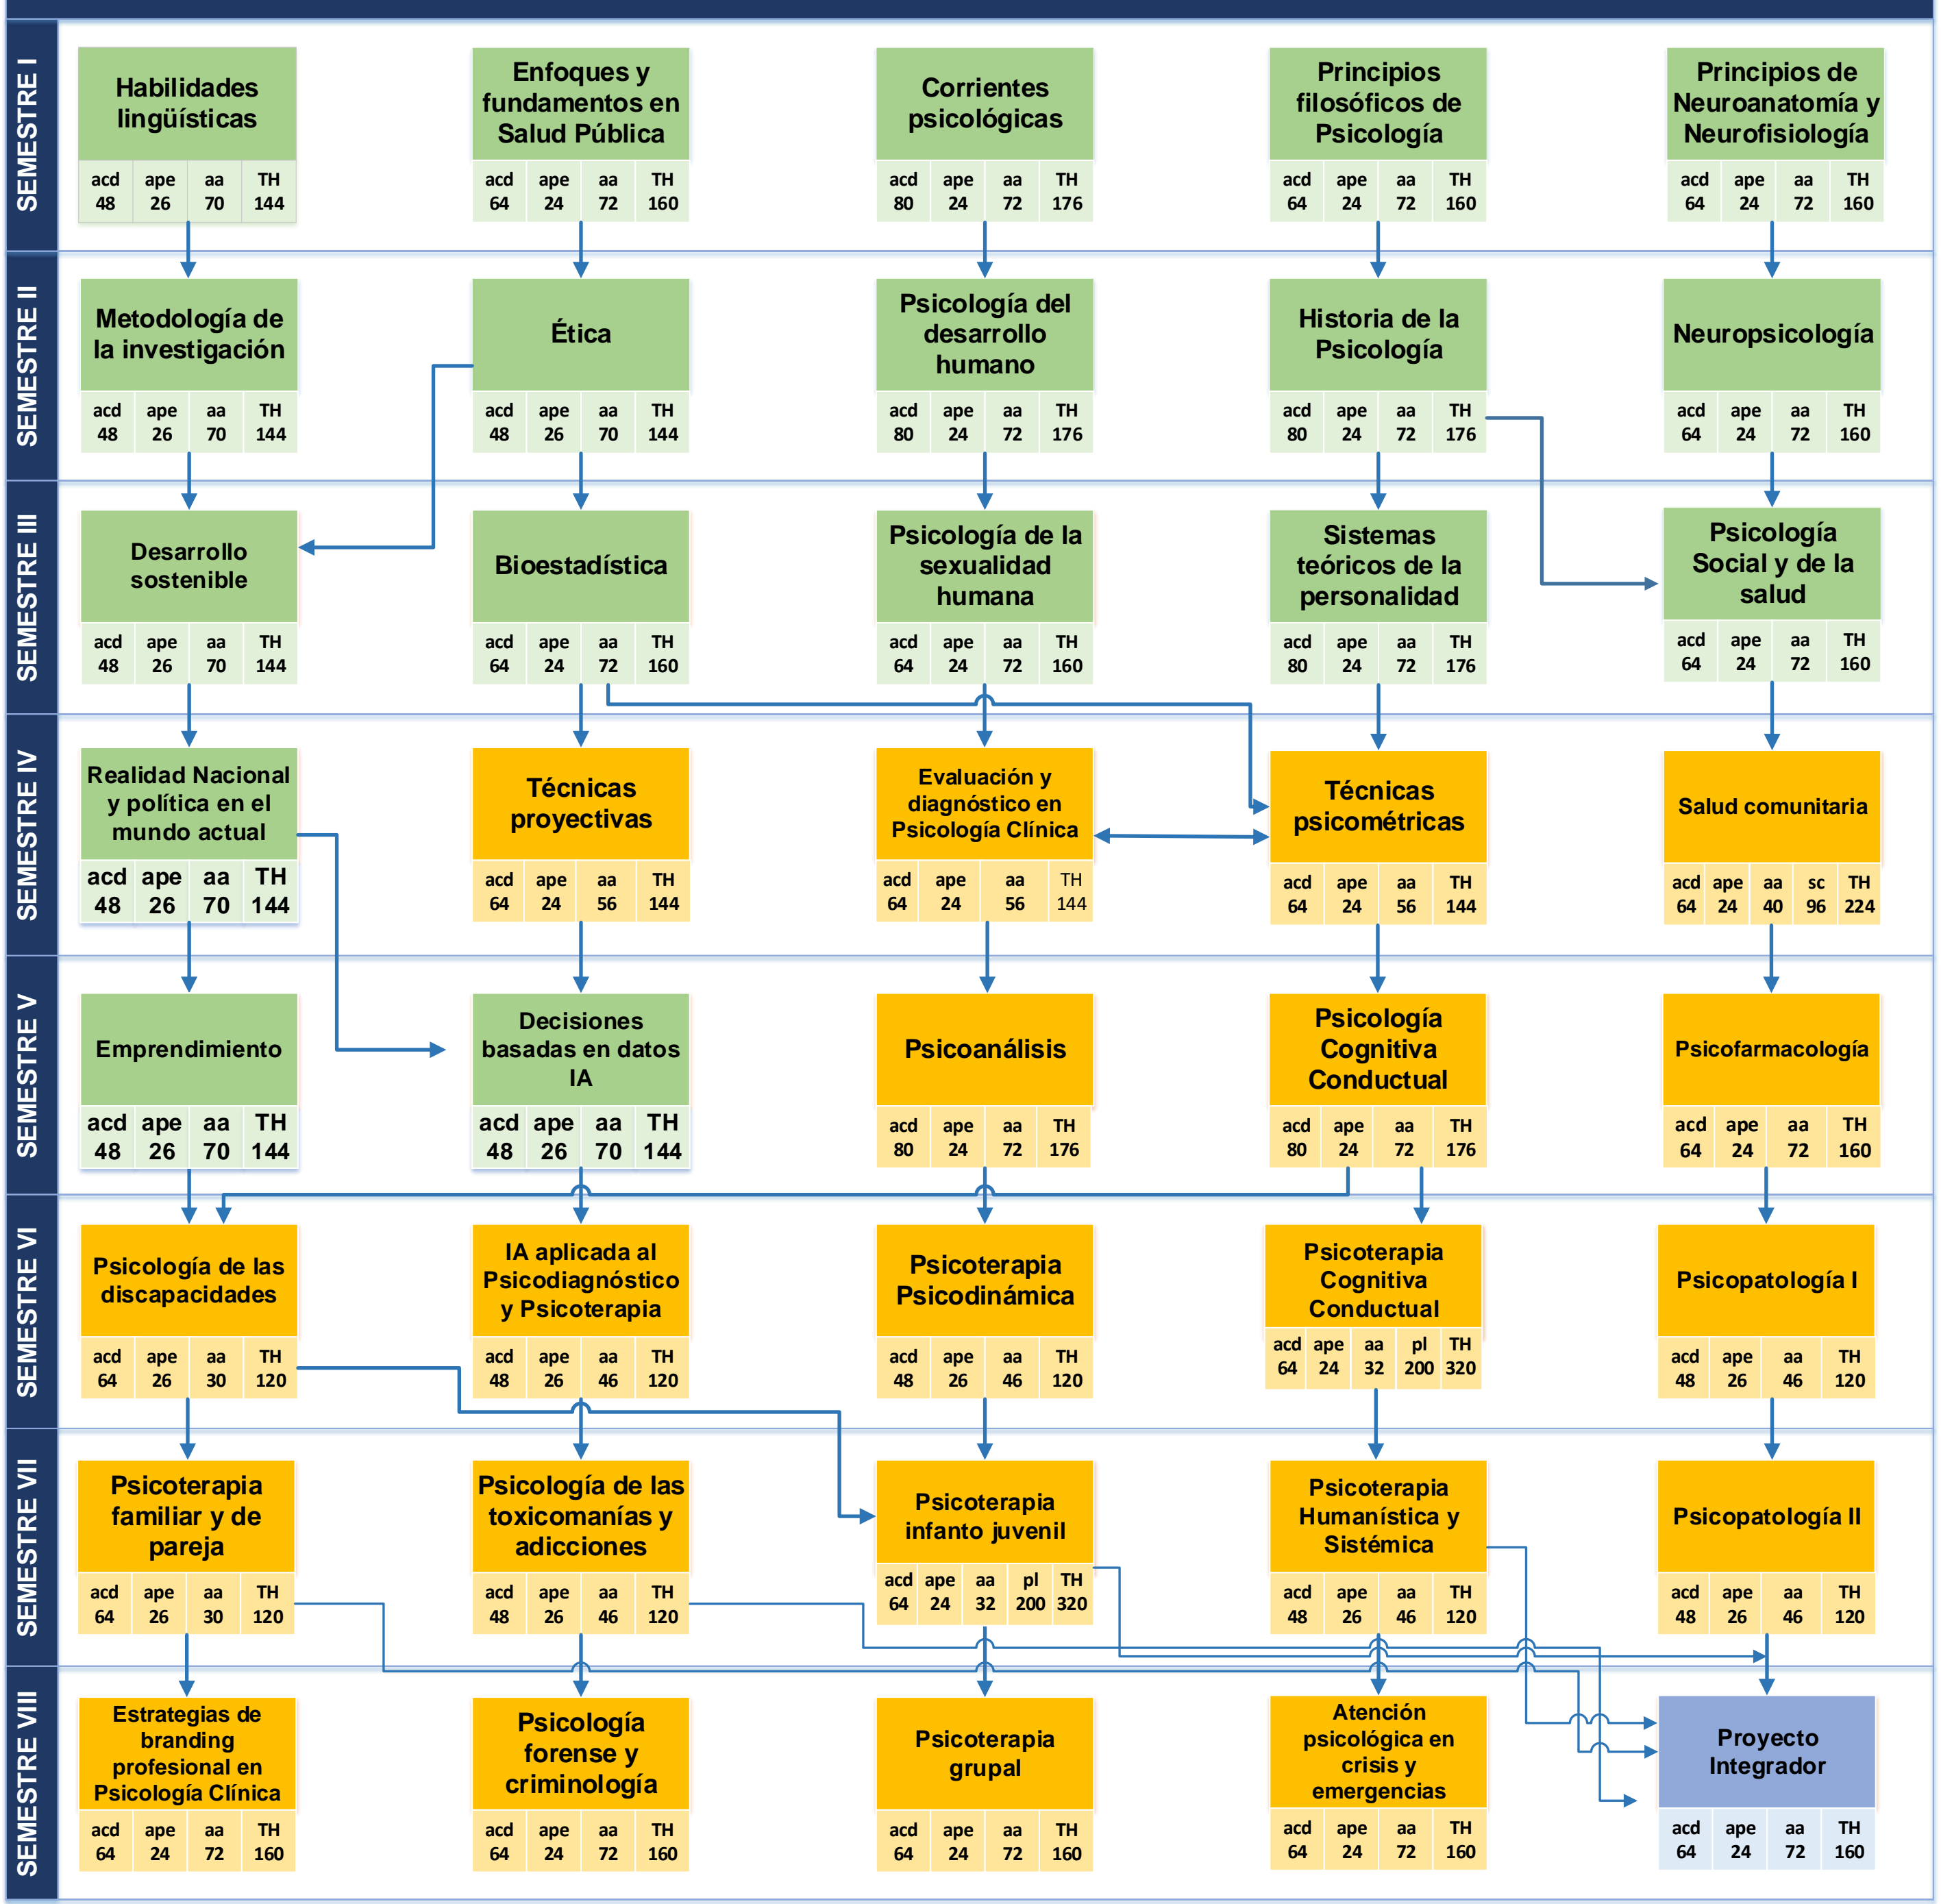 SEMESTRE I
Habilidades
lingüísticas
acd ape aa TH
48 26 70 144
Enfoques y
fundamentos en
Salud Pública
acd ape aa TH
64 24 72 160
Corrientes
psicológicas
acd ape aa TH
80 24 72 176
Principios
filosóficos de
Psicología
acd ape aa TH
64 24 72 160
Principios de
Neuroanatomía y
Neurofisiología
acd ape aa TH
64 24 72 160
SEMESTRE II
Metodología de
la investigación
acd ape aa TH
48 26 70 144
Ética
acd ape aa TH
48 26 70 144
Psicología del
desarrollo
humano
acd ape aa TH
80 24 72 176
Historia de la
Psicología
acd ape aa TH
80 24 72 176
Neuropsicología
acd ape aa TH
64 24 72 160
SEMESTRE III
Desarrollo
sostenible
acd ape aa TH
48 26 70 144
Bioestadística
acd ape aa TH
64 24 72 160
Psicología de la
sexualidad
humana
acd ape aa TH
64 24 72 160
Sistemas
teóricos de la
personalidad
acd ape aa TH
80 24 72 176
Psicología
Social y de la
salud
acd ape aa TH
64 24 72 160
SEMESTRE IV
Realidad Nacional
y política en el
mundo actual
acd ape aa TH
48 26 70 144
Técnicas
proyectivas
acd ape aa TH
64 24 56 144
Evaluación y
diagnóstico en
Psicología Clínica
acd ape aa TH
64 24 56 144
Técnicas
psicométricas
acd ape aa TH
64 24 56 144
Salud comunitaria
acd ape aa sc TH
64 24 40 96 224
SEMESTRE V
Emprendimiento
acd ape aa TH
48 26 70 144
Decisiones
basadas en datos
IA
acd ape aa TH
48 26 70 144
Psicoanálisis
acd ape aa TH
80 24 72 176
Psicología
Cognitiva
Conductual
acd ape aa TH
80 24 72 176
Psicofarmacología
acd ape aa TH
64 24 72 160
SEMESTRE VI
Psicología de las
discapacidades
acd ape aa TH
64 26 30 120
IA aplicada al
Psicodiagnóstico
y Psicoterapia
acd ape aa TH
48 26 46 120
Psicoterapia
Psicodinámica
acd ape aa TH
48 26 46 120
Psicoterapia
Cognitiva
Conductual
acd ape aa pl TH
64 24 32 200 320
Psicopatología I
acd ape aa TH
48 26 46 120
SEMESTRE VII
Psicoterapia
familiar y de
pareja
acd ape aa TH
64 26 30 120
Psicología de las
toxicomanías y
adicciones
acd ape aa TH
48 26 46 120
Psicoterapia
infanto juvenil
acd ape aa pl TH
64 24 32 200 320
Psicoterapia
Humanística y
Sistémica
acd ape aa TH
48 26 46 120
Psicopatología II
acd ape aa TH
48 26 46 120
SEMESTRE VIII
Estrategias de
branding
profesional en
Psicología Clínica
acd ape aa TH
64 24 72 160
Psicología
forense y
criminología
acd ape aa TH
64 24 72 160
Psicoterapia
grupal
acd ape aa TH
64 24 72 160
Atención
psicológica en
crisis y
emergencias
acd ape aa TH
64 24 72 160
Proyecto
Integrador
acd ape aa TH
64 24 72 160